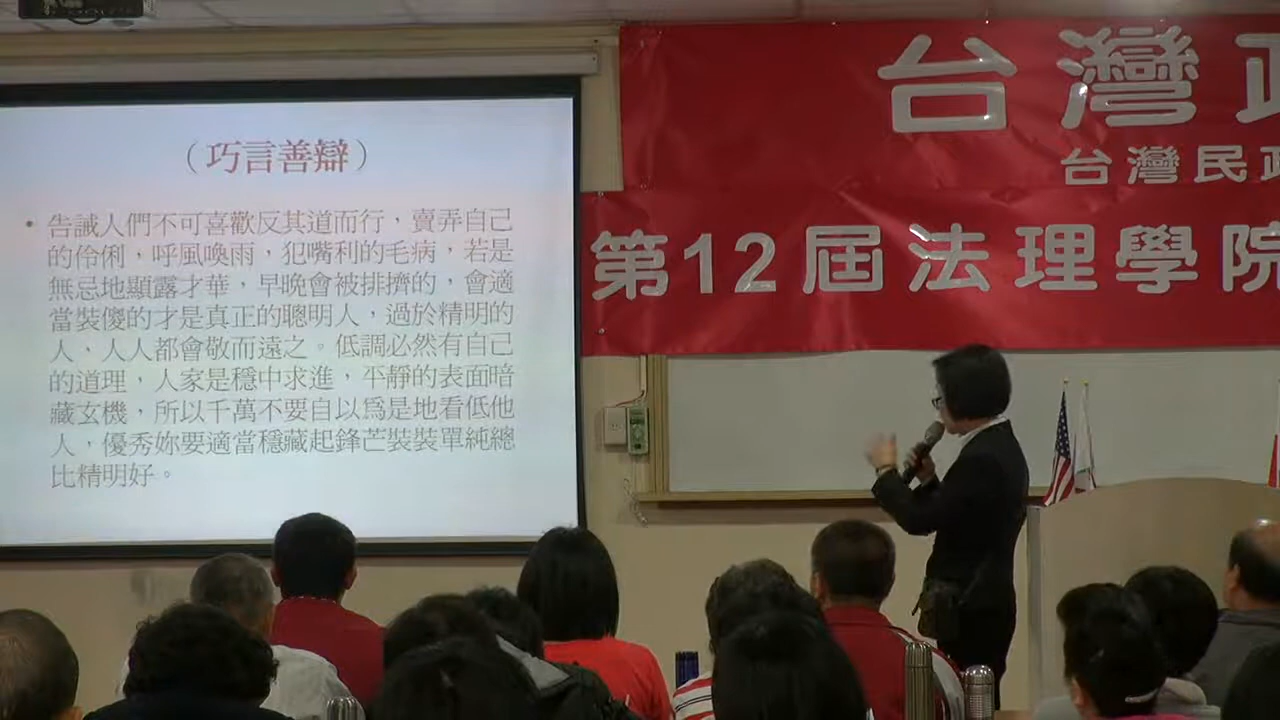 （巧言善辯）
• 告誡人們不可喜歡反其道而行，賣弄自己
的伶俐，呼風喚雨，犯嘴利的毛病，若是
無忌地顯露才華，早晚會被排擠的，會適
當裝傻的才是真正的聰明人，過於精明的
人、人人都會敬而遠之。低調必然有自己
的道理，人家是穩中求進，平靜的表面暗
藏玄機，所以千萬不要自以為是地看低他
人，優秀妳要適當穩藏起鋒芒裝裝單純總
比精明好。
台灣政
台灣民政
第12屆法理學院